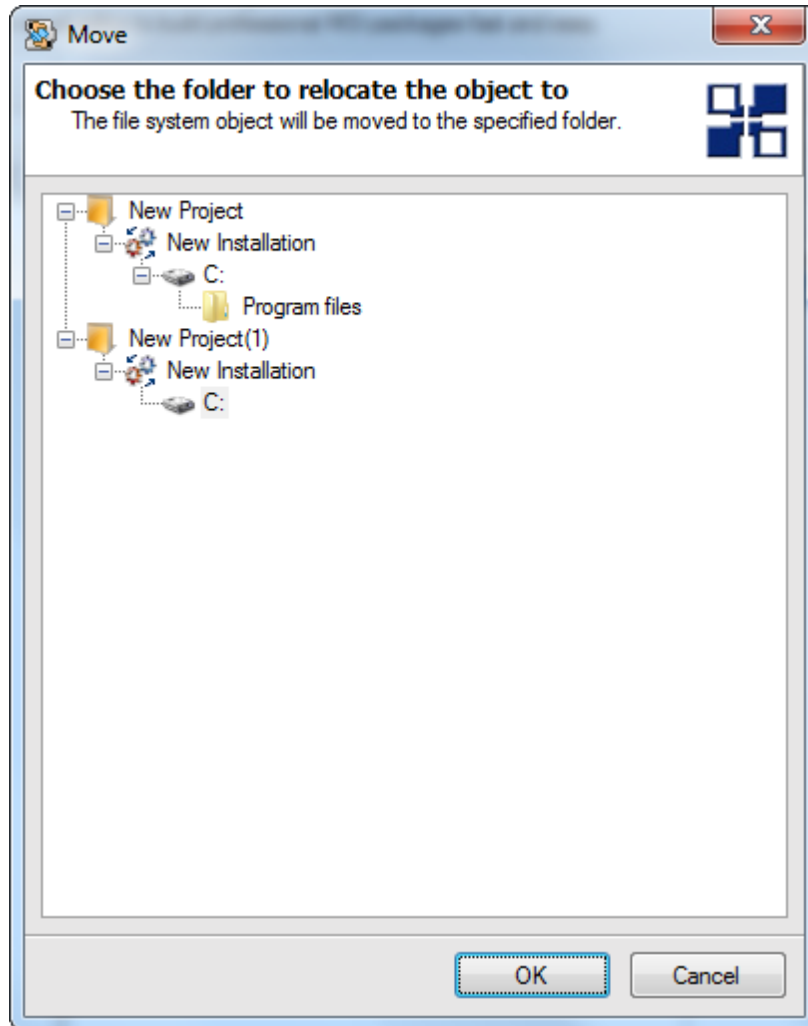 Move
Choose the folder to relocate the object to
The file system object will be moved to the specified folder.
New Project
New Installation
C:
Program files
New Project(1)
New Installation
C:
OK
Cancel